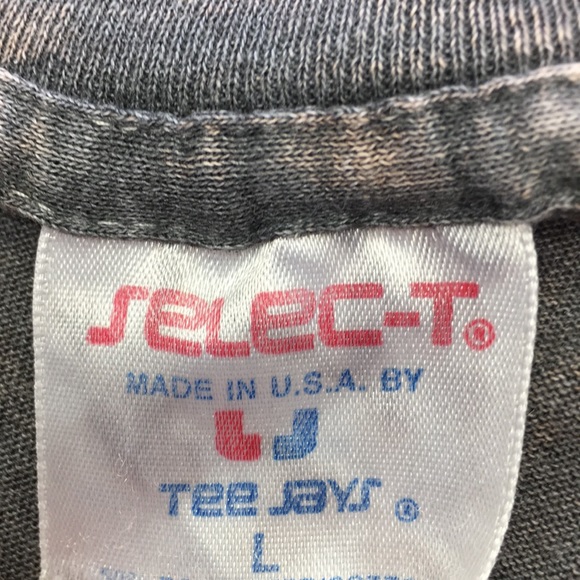 SELEC-T®
MADE IN U.S.A. BY
TEE JAYS ®
L